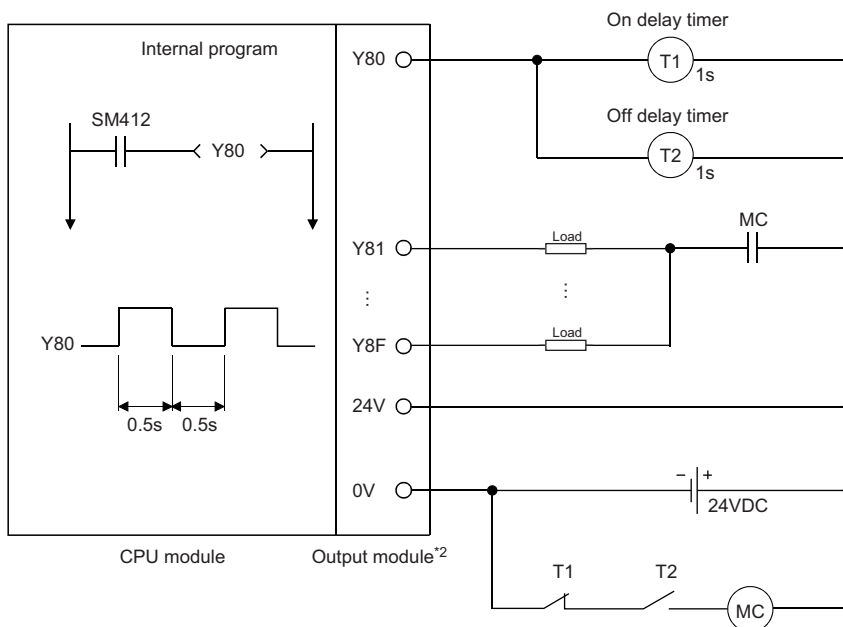 On delay timer
Internal program
Y80
T1
1s
SM412
Off delay timer
Y80
T2
1s
MC
Y81
Load
Y80
Y8F
Load
24V
0.5s
0.5s
0V
− +
24VDC
CPU module
Output module*2
T1
T2
MC